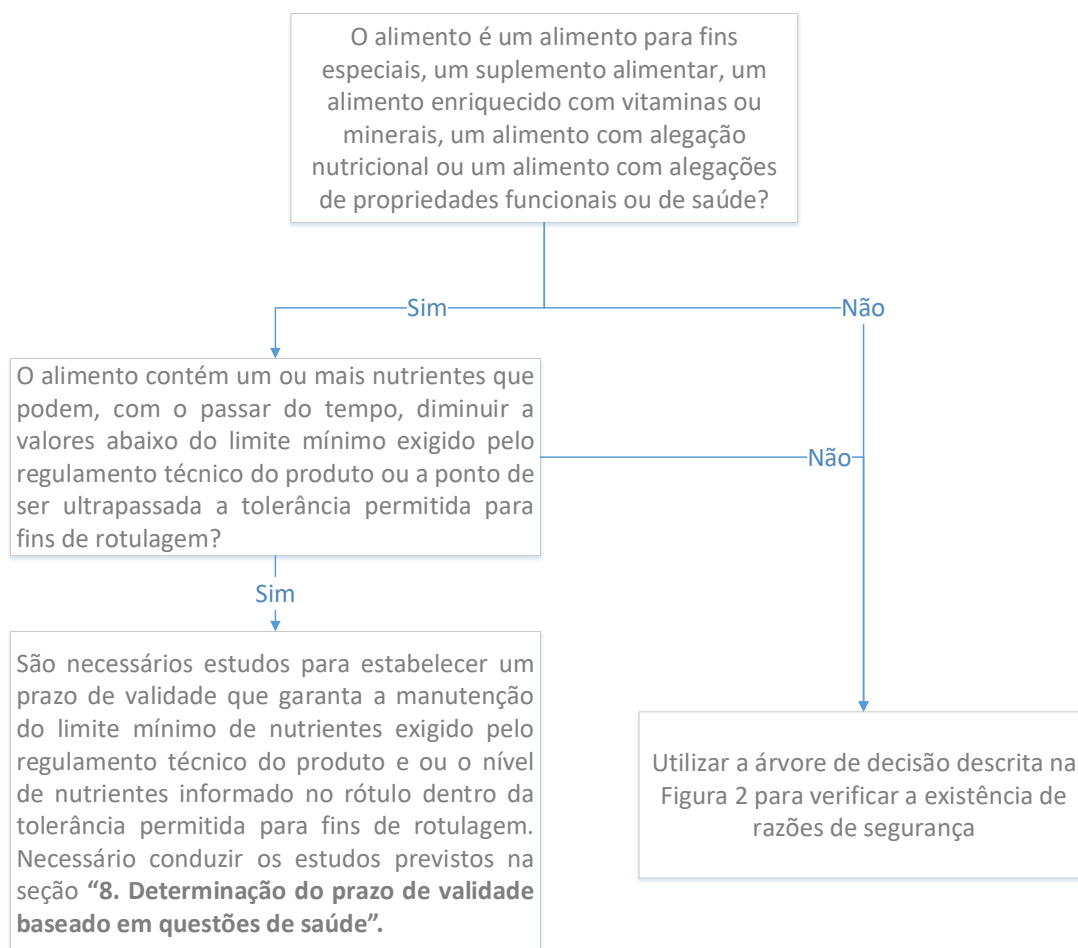 O alimento é um alimento para fins
especiais, um suplemento alimentar, um
alimento enriquecido com vitaminas ou
minerais, um alimento com alegação
nutricional ou um alimento com alegações
de propriedades funcionais ou de saúde?
Sim
Não
O alimento contém um ou mais nutrientes que
podem, com o passar do tempo, diminuir a
valores abaixo do limite mínimo exigido pelo
regulamento técnico do produto ou a ponto de
ser ultrapassada a tolerância permitida para
fins de rotulagem?
Não
Sim
São necessários estudos para estabelecer um
prazo de validade que garanta a manutenção
do limite mínimo de nutrientes exigido pelo
regulamento técnico do produto e ou o nível
de nutrientes informado no rótulo dentro da
tolerância permitida para fins de rotulagem.
Necessário conduzir os estudos previstos na
seção “8. Determinação do prazo de validade
baseado em questões de saúde”.
Utilizar a árvore de decisão descrita na
Figura 2 para verificar a existência de
razões de segurança